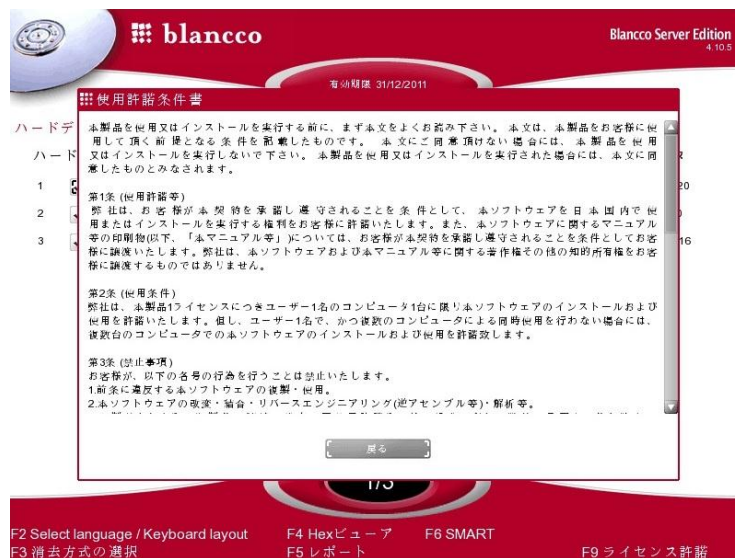 blancco
Blancco Server Edition
4.10.5
有効期限 31/12/2011
使用許諾条件書
ハードデ
ハード
本製品を使用又はインストールを実行する前に、まず本文をよくお読み下さい。 本文は、本製品をお客様に使
用して頂く前提となる条件を記載したものです。 本文にご同意頂けない場合には、本製品を使用
又はインストールを実行しないで下さい。 本製品を使用又はインストールを実行された場合には、本文に同
意したものとみなされます。
1
20
2
3
16
第1条 (使用許諾等)
弊社は、お客様が本契約を承諾し遵守されることを条件として、本ソフトウェアを日本国内で使
用またはインストールを実行する権利をお客様に許諾いたします。また、本ソフトウェアに関するマニュアル
等の印刷物(以下、「本マニュアル等」)については、お客様が本契約を承諾し遵守されることを条件としてお客
様に譲渡いたします。弊社は、本ソフトウェアおよび本マニュアル等に関する著作権その他の知的所有権をお客
様に譲渡するものではありません。
第2条 (使用条件)
弊社は、本製品1ライセンスにつきユーザー1名のコンピュータ1台に限り本ソフトウェアのインストールおよび
使用を許諾いたします。但し、ユーザー1名で、かつ複数のコンピュータによる同時使用を行わない場合には、
複数台のコンピュータでの本ソフトウェアのインストールおよび使用を許諾致します。
第3条 (禁止事項)
お客様が、以下の各号の行為を行うことは禁止いたします。
1.前条に違反する本ソフトウェアの複製・使用。
2.本ソフトウェアの改変・結合・リバースエンジニアリング(逆アセンブル等)・解析等。
戻る
1/3
F2 Select language / Keyboard layout
F4 Hexビューア
F6 SMART
F3 消去方式の選択
F5 レポート
F9 ライセンス許諾